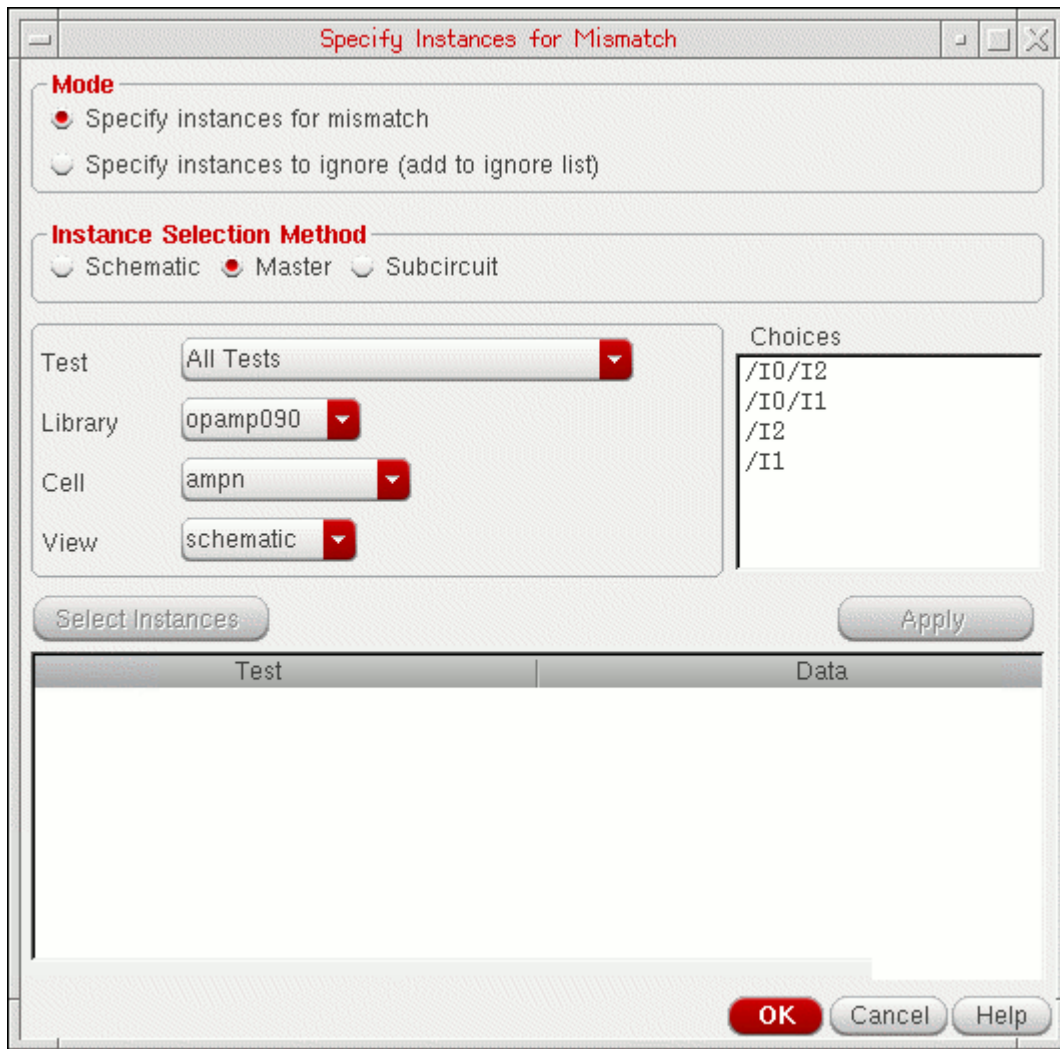 Specify Instances for Mismatch
Mode
Specify instances for mismatch
Specify instances to ignore (add to ignore list)
Instance Selection Method
Schematic Master Subcircuit
Test All Tests
Library opamp090
Cell ampn
View schematic
Choices
/I0/I2
/I0/I1
/I2
/I1
Select Instances Apply
Test Data
OK Cancel Help